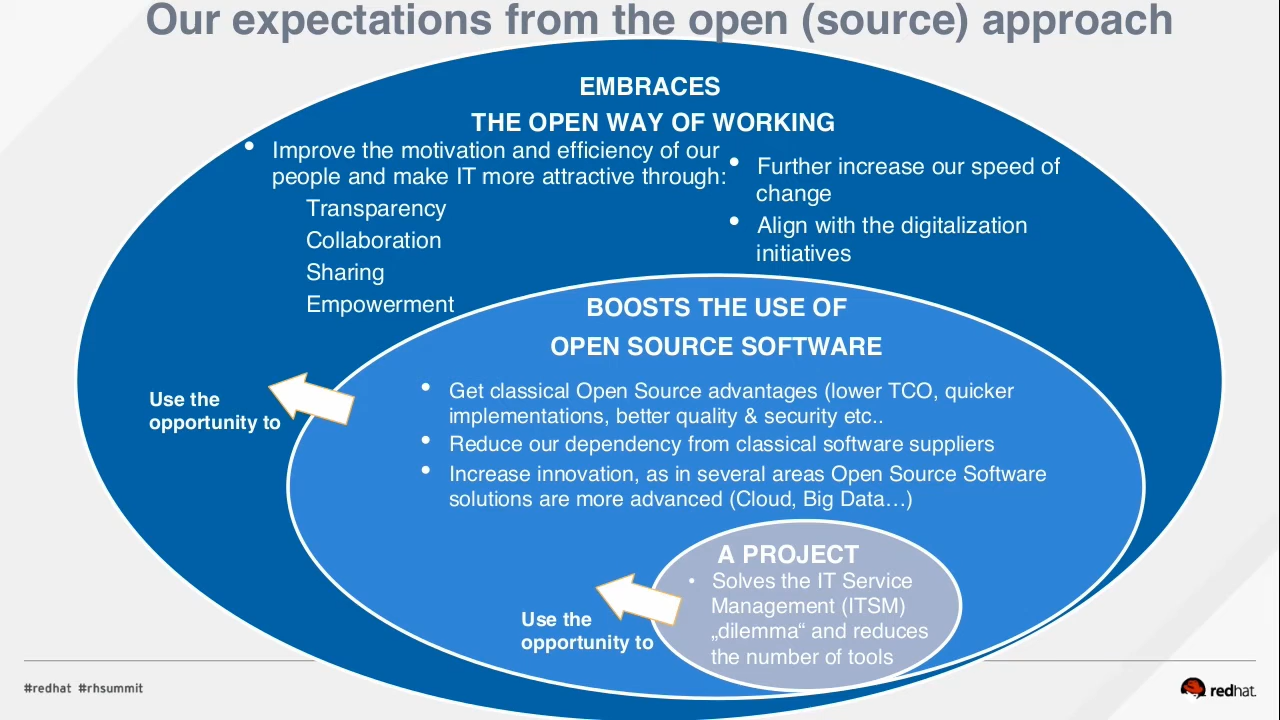 Our expectations from the open (source) approach
EMBRACES
THE OPEN WAY OF WORKING
• Improve the motivation and efficiency of our
people and make IT more attractive through:
Transparency
Collaboration
Sharing
Empowerment
• Further increase our speed of
change
• Align with the digitalization
initiatives
BOOSTS THE USE OF
OPEN SOURCE SOFTWARE
• Get classical Open Source advantages (lower TCO, quicker
implementations, better quality & security etc..
• Reduce our dependency from classical software suppliers
• Increase innovation, as in several areas Open Source Software
solutions are more advanced (Cloud, Big Data…)
Use the
opportunity to
A PROJECT
• Solves the IT Service
Management (ITSM)
„dilemma“ and reduces
the number of tools
Use the
opportunity to
#redhat #rhsummit
redhat.